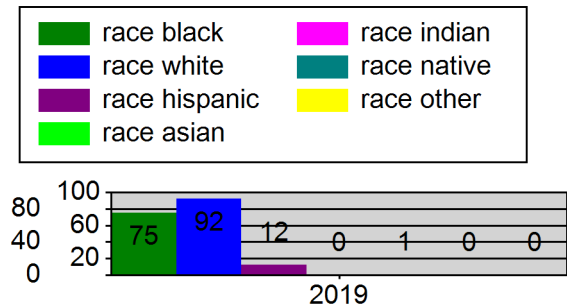 race black race indian
race white race native
race hispanic race other
race asian
100
80
60
40
20
0
75 92 12 0 1 0 0
2019